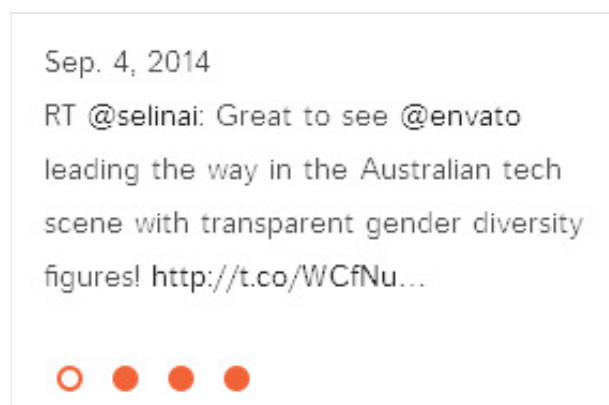 Sep. 4, 2014
RT @selinai: Great to see @envato
leading the way in the Australian tech
scene with transparent gender diversity
figures! http://t.co/WCfNu...